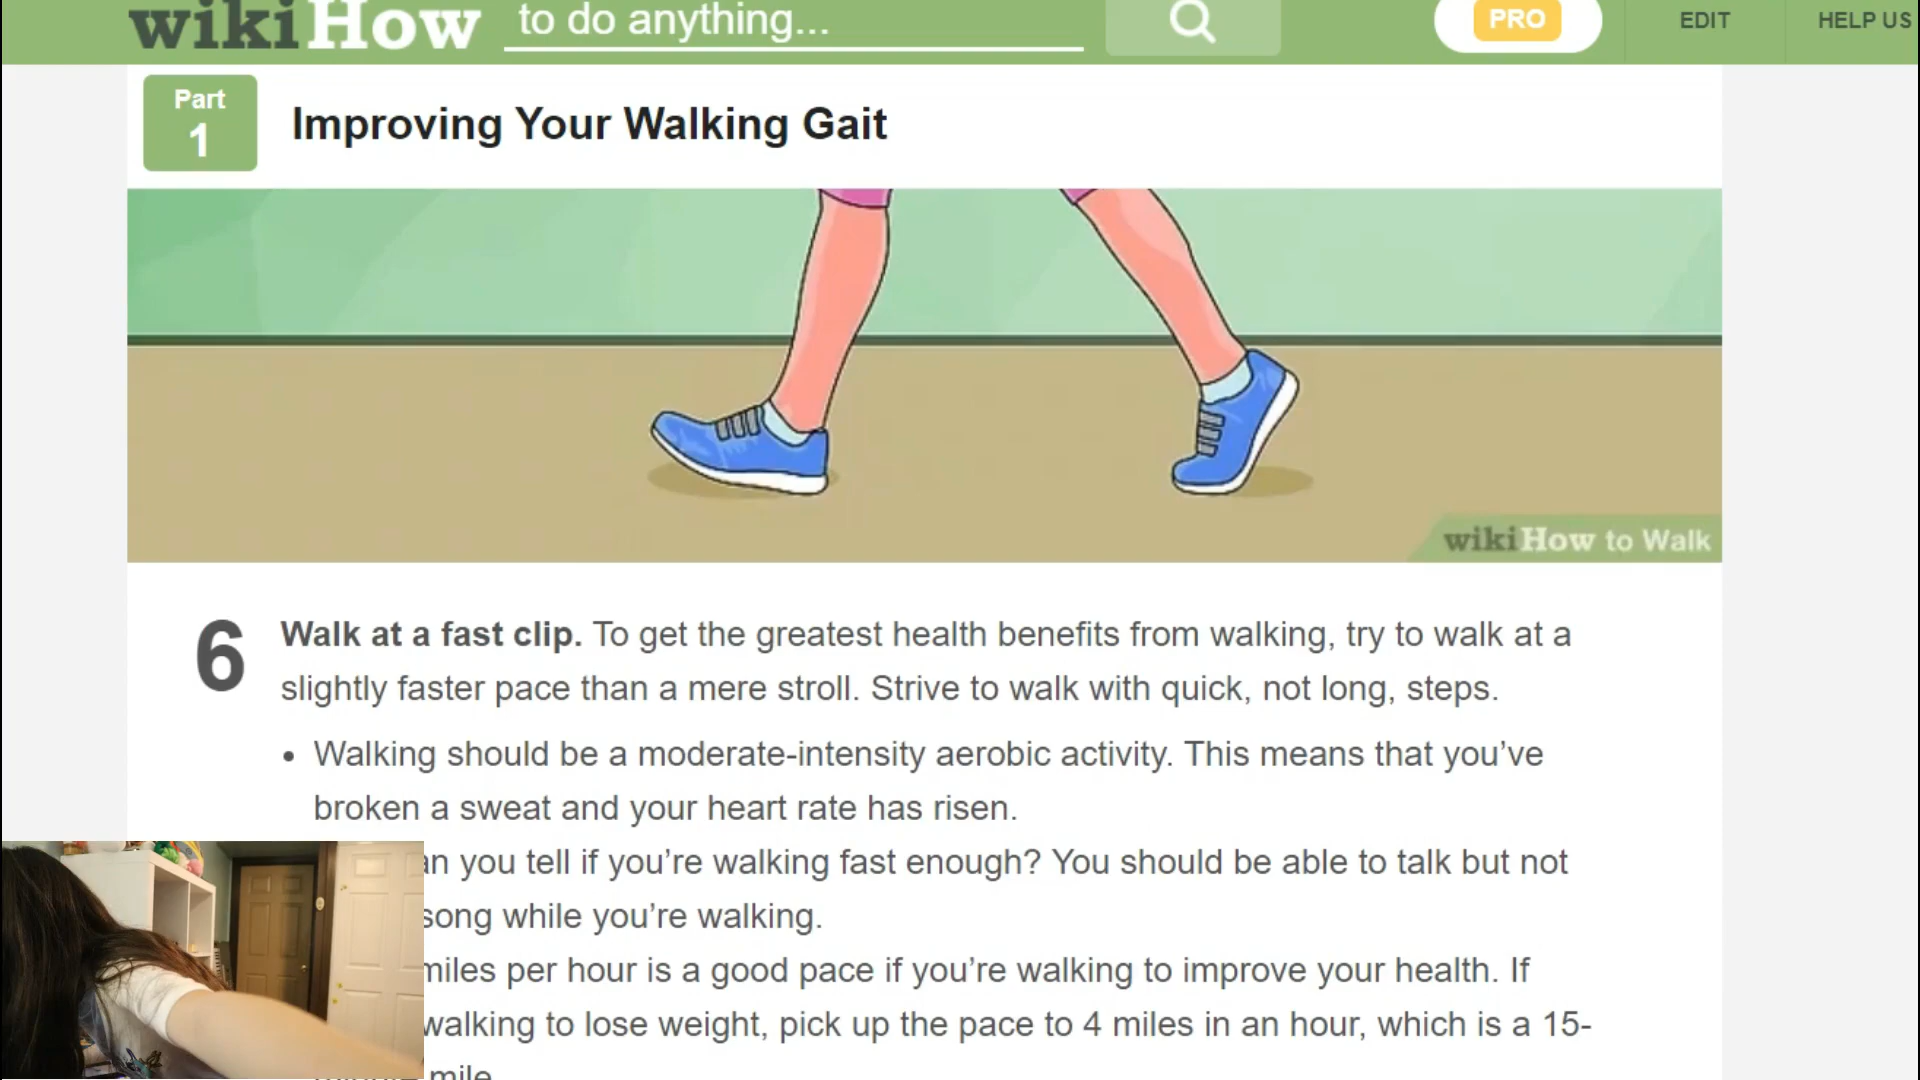 wikiHow to do anything... PRO EDIT HELP US
Part
1
Improving Your Walking Gait
wikiHow to Walk
6 Walk at a fast clip. To get the greatest health benefits from walking, try to walk at a
slightly faster pace than a mere stroll. Strive to walk with quick, not long, steps.
• Walking should be a moderate-intensity aerobic activity. This means that you’ve
broken a sweat and your heart rate has risen.
an you tell if you’re walking fast enough? You should be able to talk but not
song while you’re walking.
miles per hour is a good pace if you’re walking to improve your health. If
walking to lose weight, pick up the pace to 4 miles in an hour, which is a 15-
mile